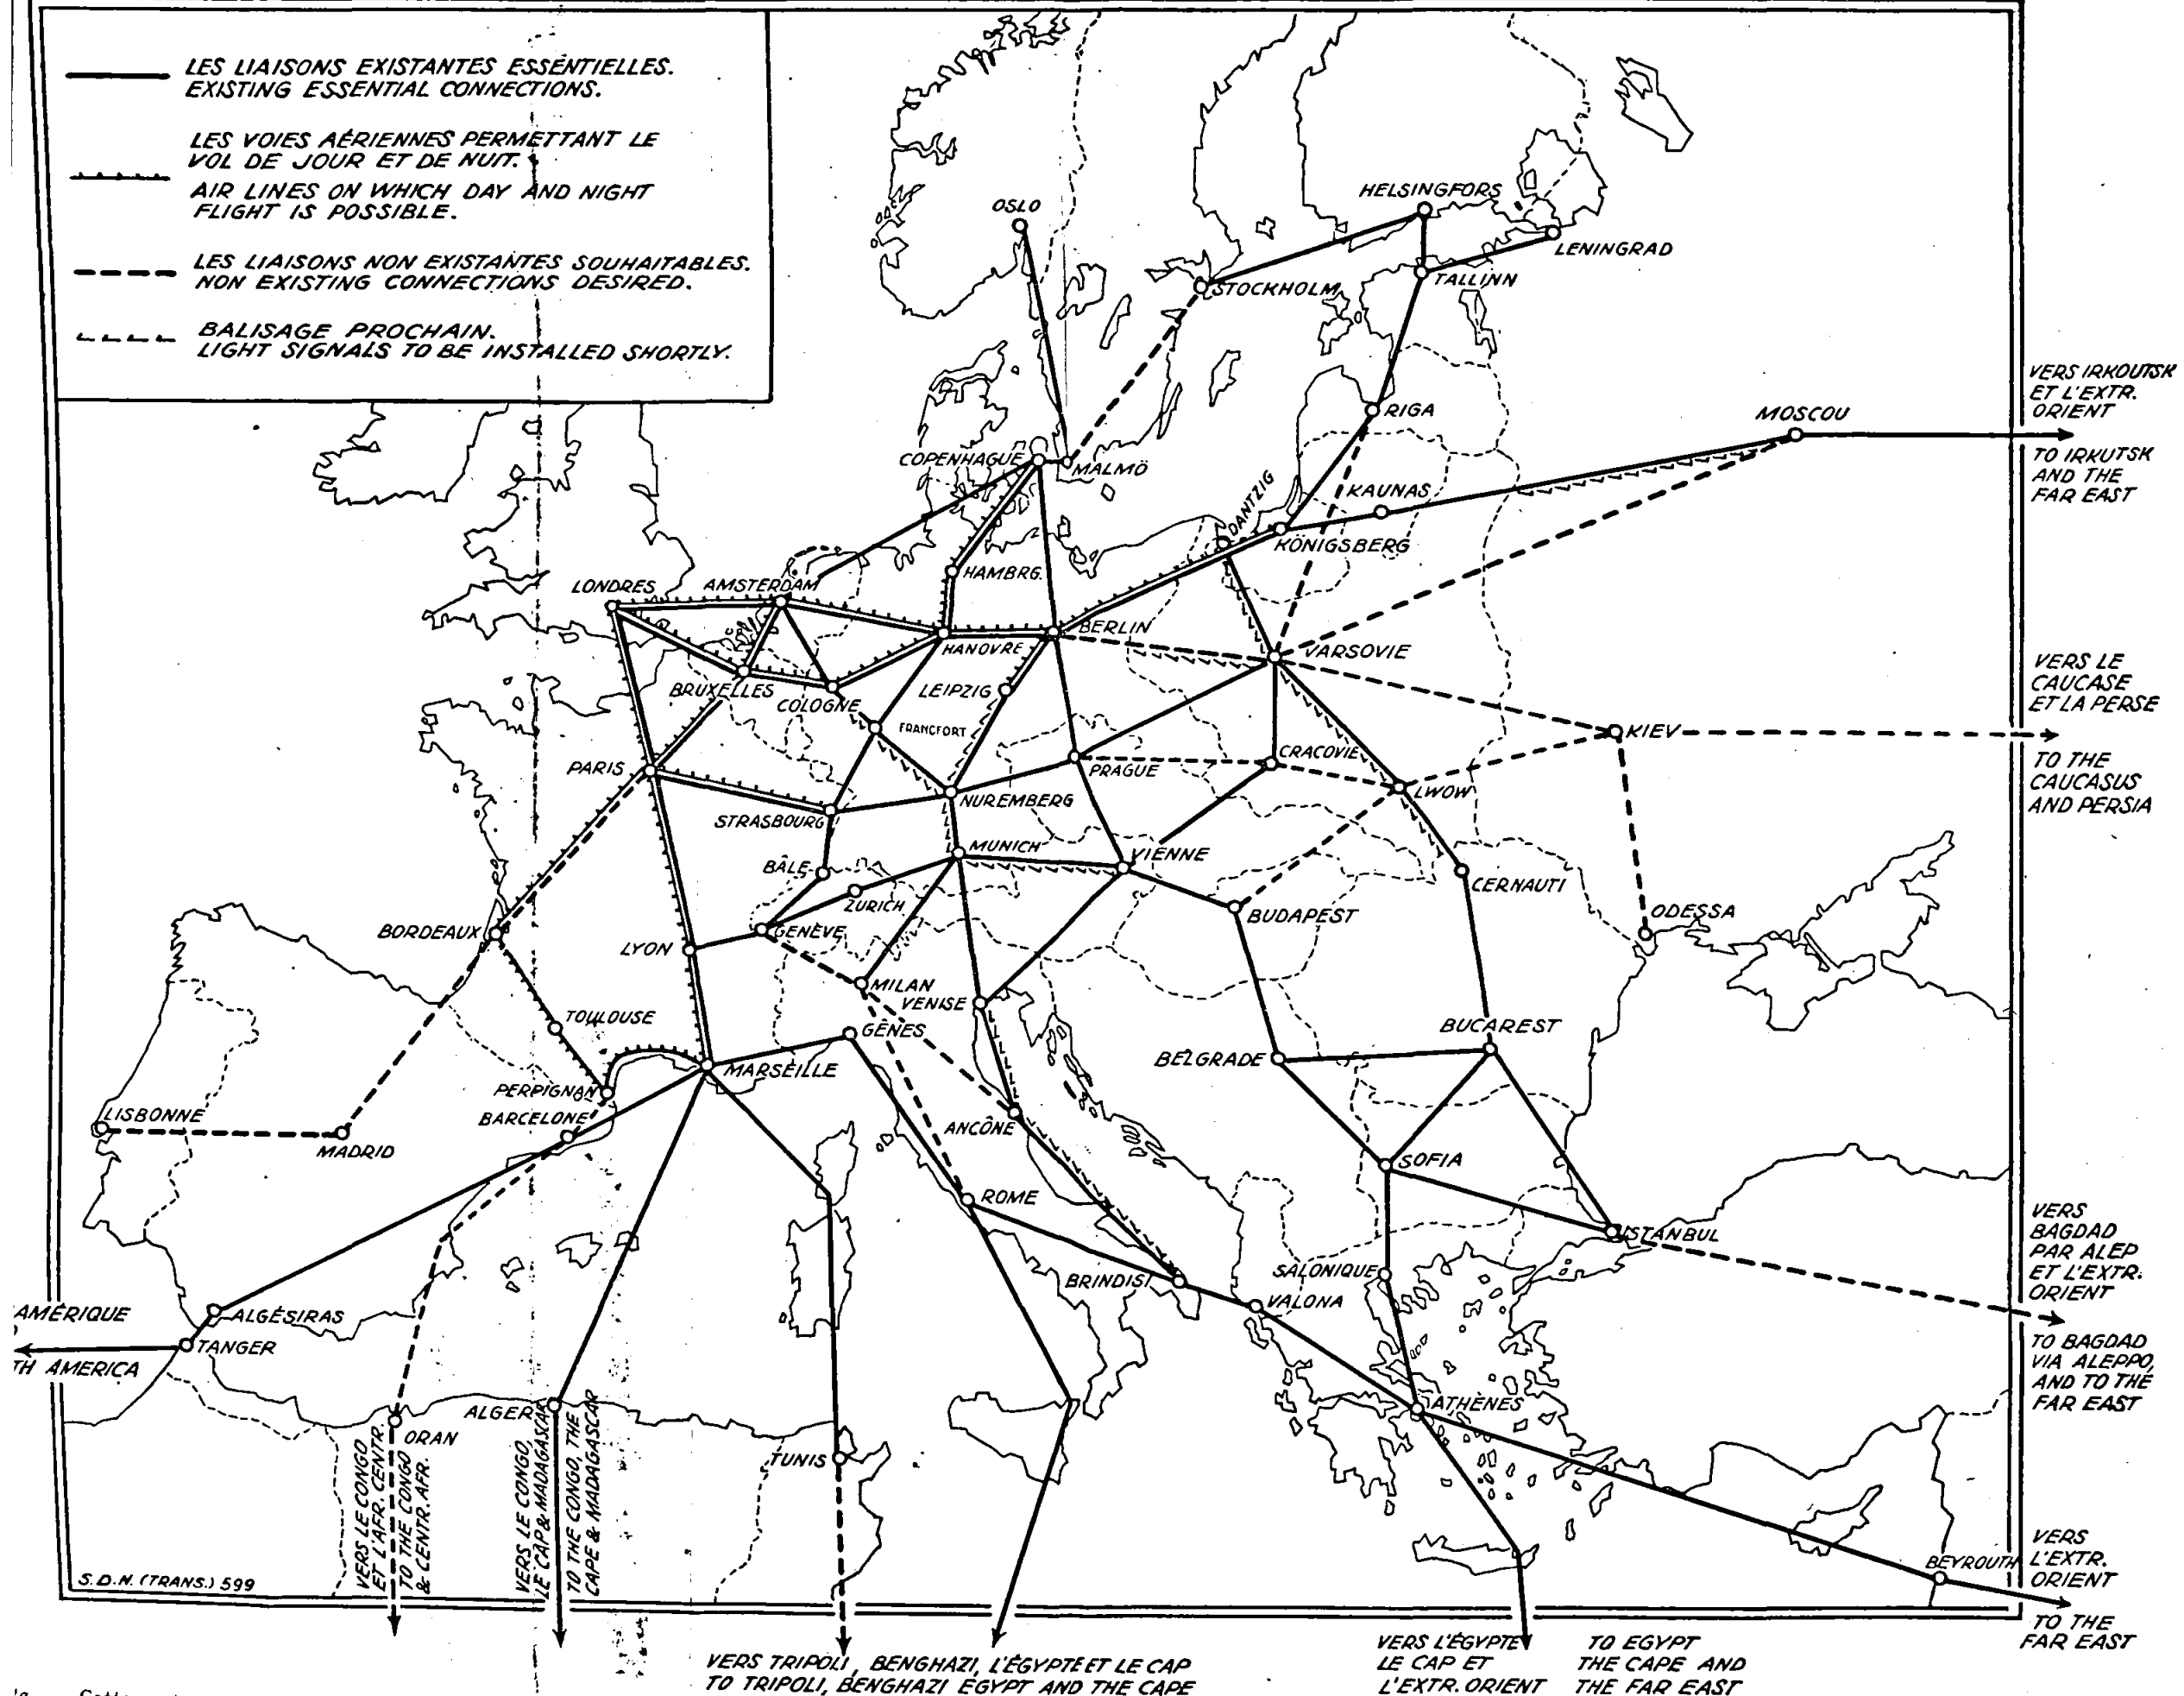 LES LIAISONS EXISTANTES ESSENTIELLES.
EXISTING ESSENTIAL CONNECTIONS.
LES VOIES AÉRIENNES PERMETTANT LE
VOL DE JOUR ET DE NUIT.
AIR LINES ON WHICH DAY AND NIGHT
FLIGHT IS POSSIBLE.
LES LIAISONS NON EXISTANTES SOUHAITABLES.
NON EXISTING CONNECTIONS DESIRED.
BALISAGE PROCHAIN.
LIGHT SIGNALS TO BE INSTALLED SHORTLY.
HELSINGFORS
OSLO
LENINGRAD
TALLINN
STOCKHOLM
VERS IRKOUTSK
ET L'EXTR.
ORIENT
TO IRKUTSK
AND THE
FAR EAST
RIGA
MOSCOU
COPENHAGUE
MALMÖ
DANTZIG
KAUNAS
KÖNIGSBERG
HAMBRG.
LONDRES
AMSTERDAM
BERLIN
HANOVRE
VARSOVIE
BRUXELLES
COLOGNE
LEIPZIG
FRANCFORT
VERS LE
CAUCASE
ET LA PERSE
KIEV
TO THE
CAUCASUS
AND PERSIA
PARIS
PRAGUE
CRACOVIE
LWOW
NUREMBERG
STRASBOURG
MUNICH
VIENNE
BÂLE
ZURICH
CERNAUTI
BUDAPEST
ODESSA
BORDEAUX
GENÈVE
LYON
MILAN
VENISE
GÊNES
TOULOUSE
BUCAREST
BELGRADE
MARSEILLE
PERPIGNAN
BARCELONE
LISBONNE
MADRID
ANCÔNE
SOFIA
ROME
ISTANBUL
VERS
BAGDAD
PAR ALEP
ET L'EXTR.
ORIENT
TO BAGDAD
VIA ALEPPO,
AND TO THE
FAR EAST
BRINDISI
SALONIQUE
VALONA
AMÉRIQUE
TH AMERICA
ALGÉSIRAS
TANGER
ALGER
ORAN
TUNIS
ATHÈNES
VERS LE CONGO
ET L'AFR. CENTR.
TO THE CONGO
& CENTR. AFR.
VERS LE CONGO,
LE CAP & MADAGASCAR
TO THE CONGO, THE
CAPE & MADAGASCAR
BEYROUTH
VERS
L'EXTR.
ORIENT
TO THE
FAR EAST
S.D.N. (TRANS.) 599
VERS TRIPOLI, BENGHAZI, L'ÉGYPTE ET LE CAP
TO TRIPOLI, BENGHAZI EGYPT AND THE CAPE
VERS L'ÉGYPTE
LE CAP ET
L'EXTR. ORIENT
TO EGYPT
THE CAPE AND
THE FAR EAST